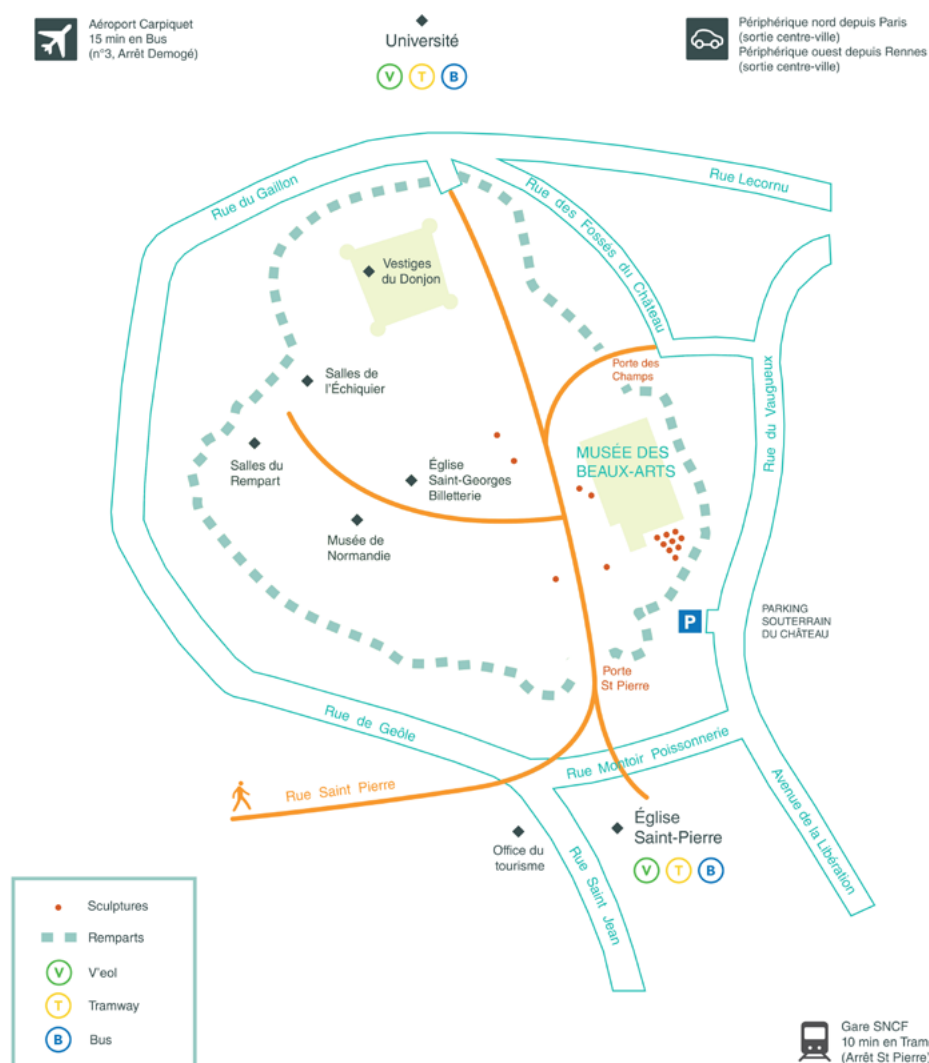 Aéroport Carpiquet
15 min en Bus
(n°3, Arrêt Demogé)
Université
V T B
Périphérique nord depuis Paris
(sortie centre-ville)
Périphérique ouest depuis Rennes
(sortie centre-ville)
Rue Lecornu
Rue du Gaillon
Rue des Fossés du Château
Vestiges
du Donjon
Porte des
Champs
Salles de
l'Échiquier
Rue du Vaugueux
MUSÉE DES
BEAUX-ARTS
Salles du
Rempart
Église
Saint-Georges
Billetterie
Musée de
Normandie
P
PARKING
SOUTERRAIN
DU CHÂTEAU
Porte
St Pierre
Rue de Geôle
Rue Montoir Poissonnerie
Rue Saint Pierre
Avenue de la Libération
Église
Saint-Pierre
V T B
Office du
tourisme
Rue Saint Jean
Sculptures
Remparts
V V'eol
T Tramway
B Bus
Gare SNCF
10 min en Tram
(Arrêt St Pierre)